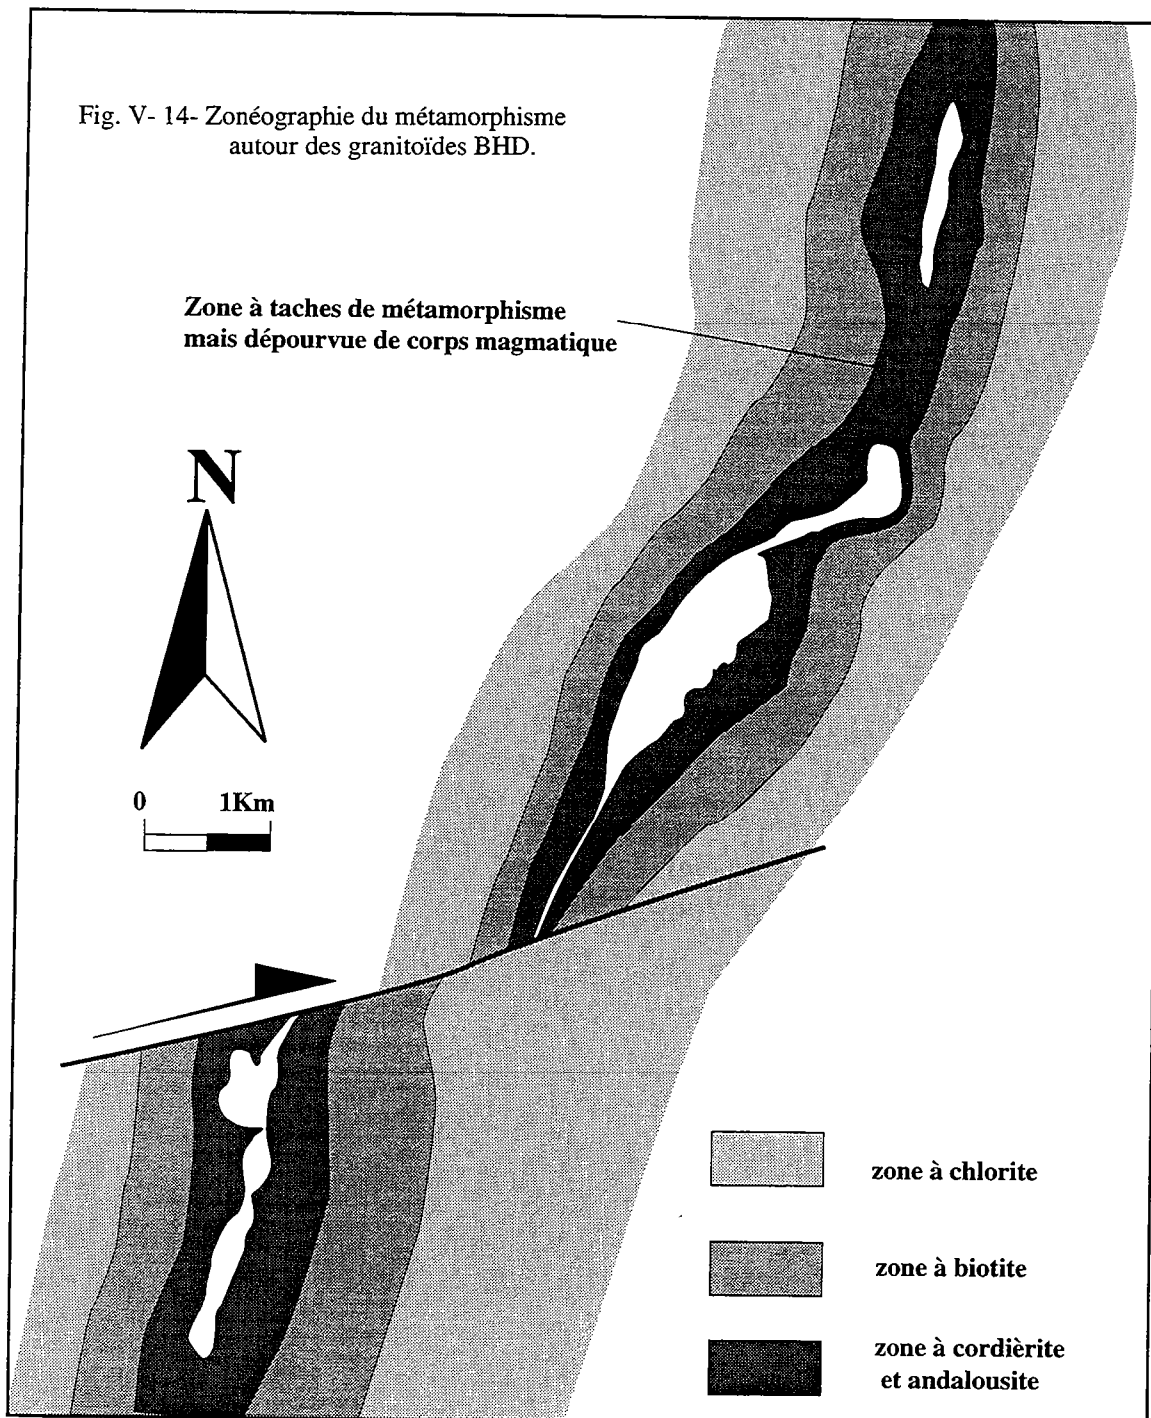 Fig. V- 14- Zonéographie du métamorphisme
autour des granitoïdes BHD.
Zone à taches de métamorphisme
mais dépourvue de corps magmatique
N
0 1Km
zone à chlorite
zone à biotite
zone à cordièrite
et andalousite